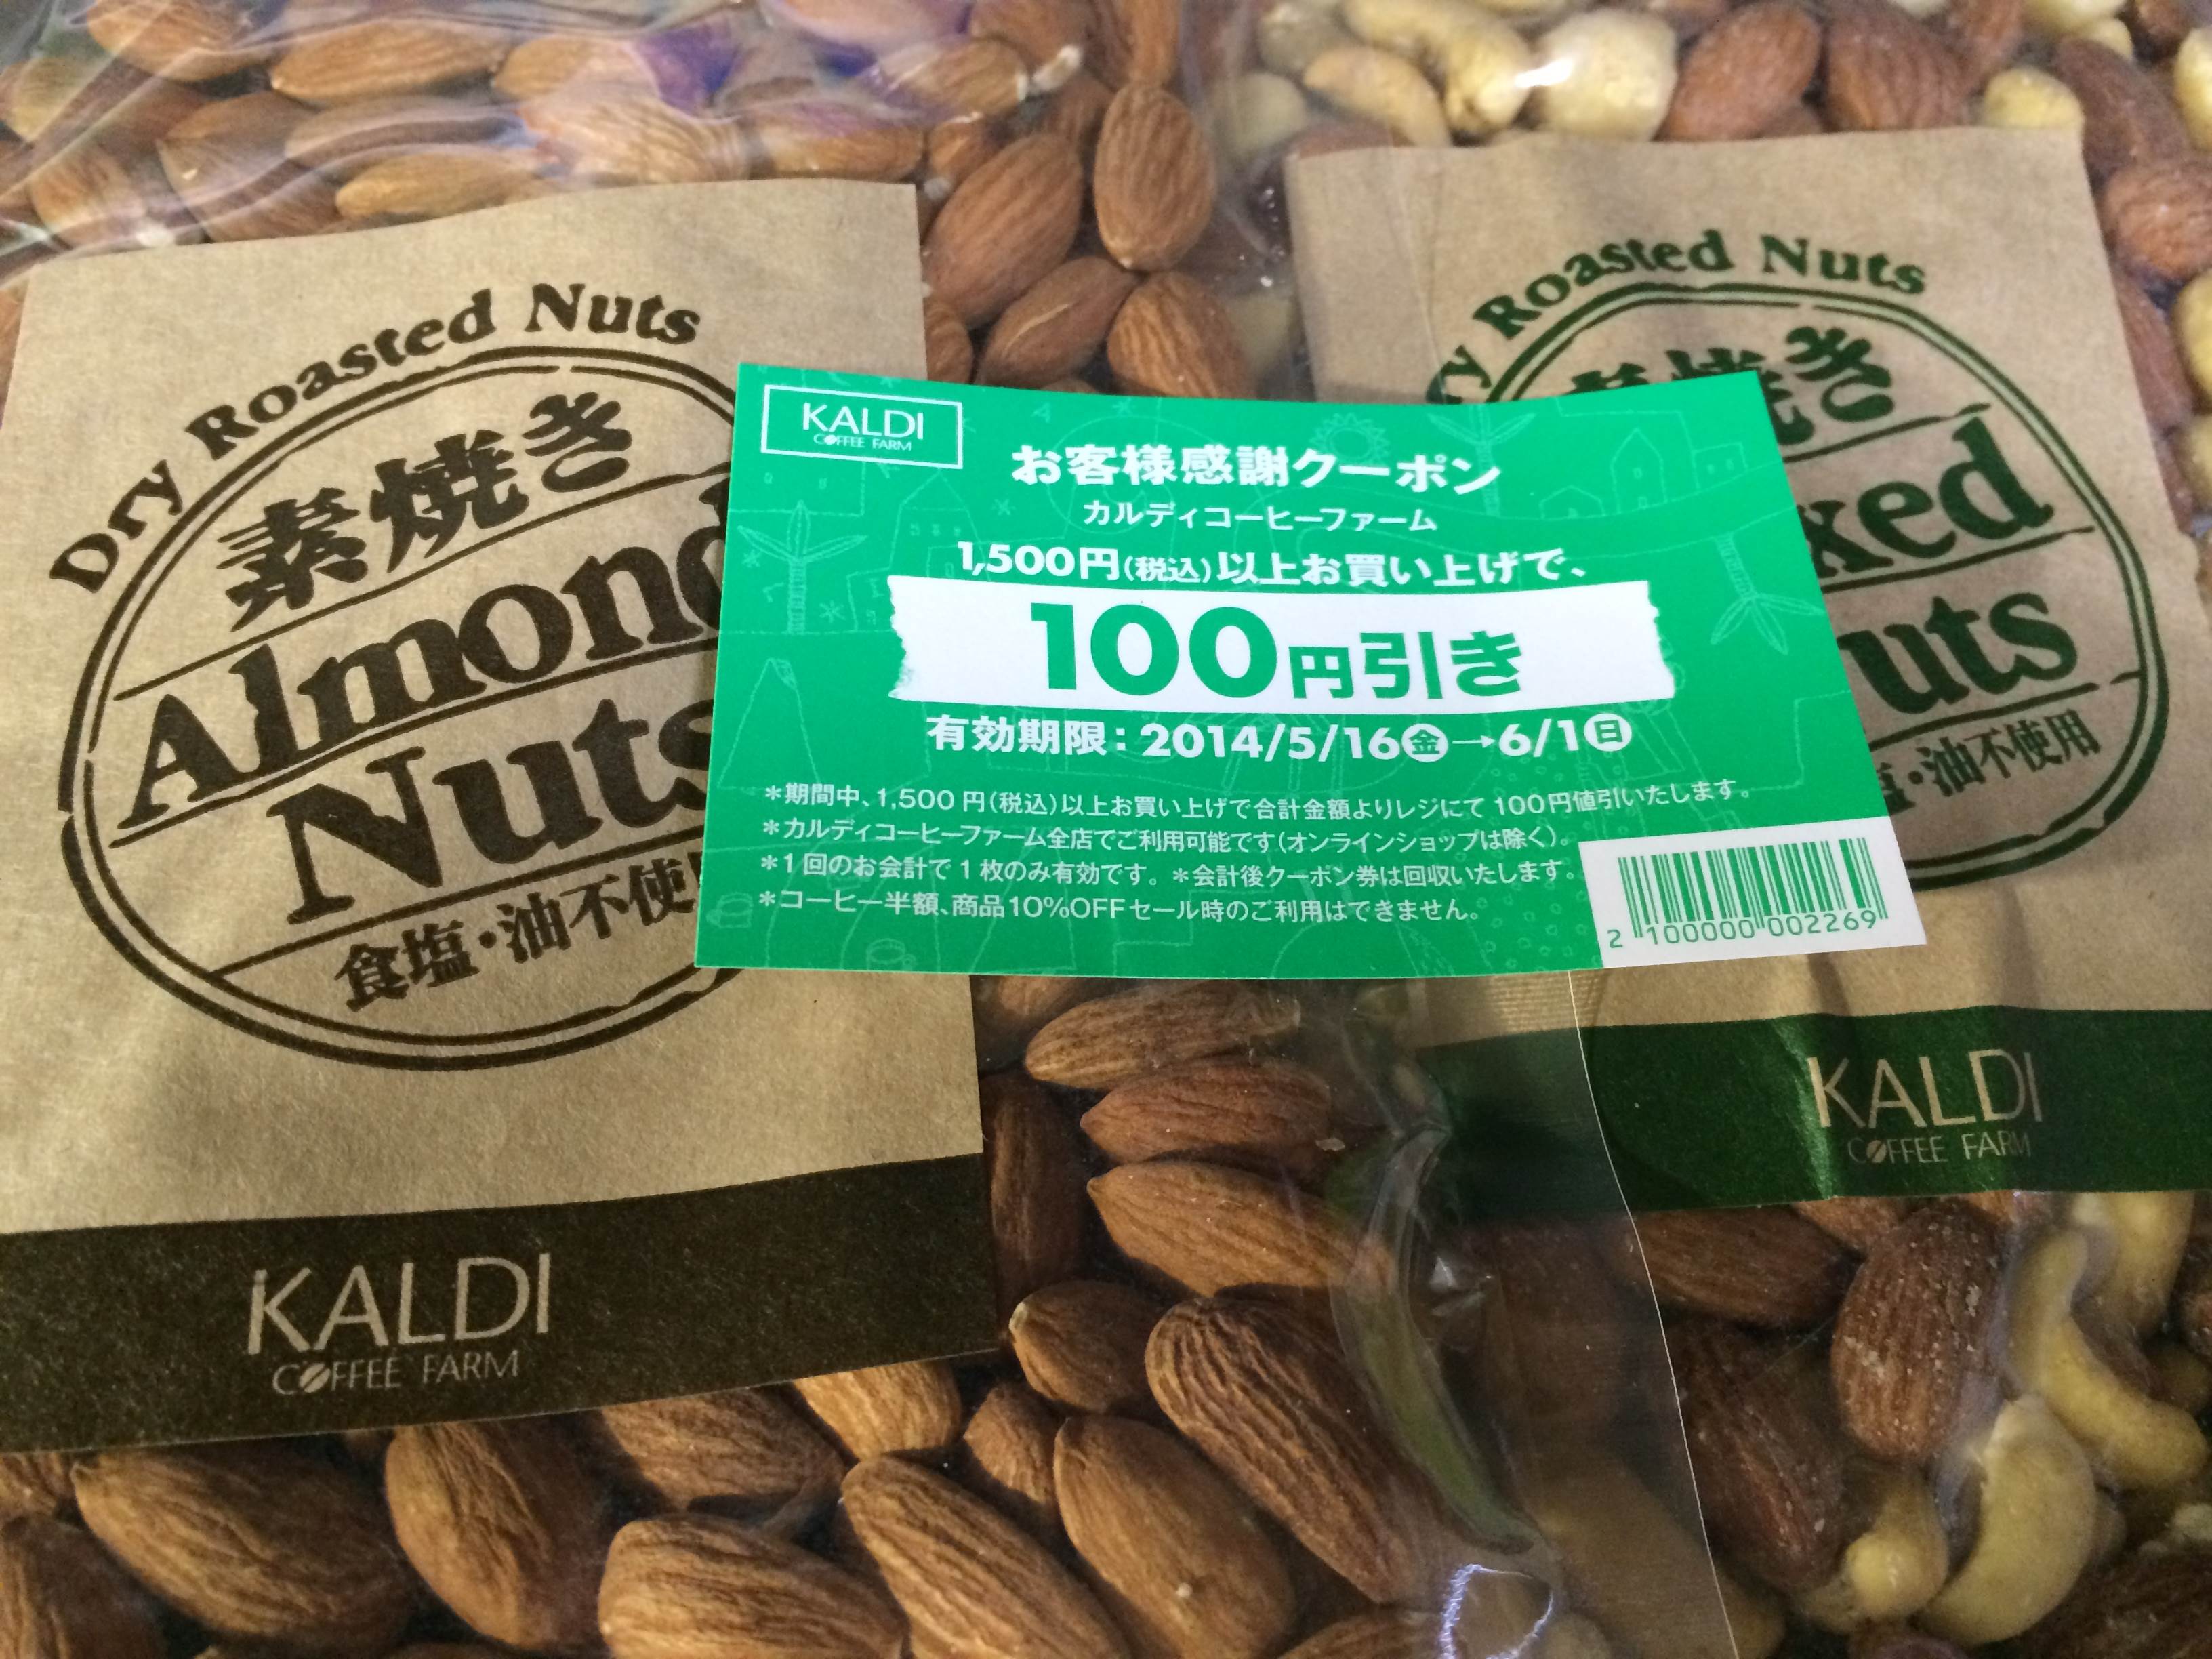 Dry Roasted Nuts
素焼き
Almond
Nuts
食塩・油不使用
KALDI
COFFEE FARM
KALDI
COFFEE FARM
お客様感謝クーポン
カルディコーヒーファーム
1,500円(税込)以上お買い上げで、
100円引き
有効期限:2014/5/16㊎→6/1㊐
*期間中、1,500円(税込)以上お買い上げで合計金額よりレジにて100円値引いたします。
*カルディコーヒーファーム全店でご利用可能です(オンラインショップは除く)。
*1回のお会計で1枚のみ有効です。*会計後クーポン券は回収いたします。
*コーヒー半額、商品10%OFFセール時のご利用はできません。
2 100000 002269
ry Roasted Nuts
焼き
xed
uts
塩・油不使用
KALDI
COFFEE FARM